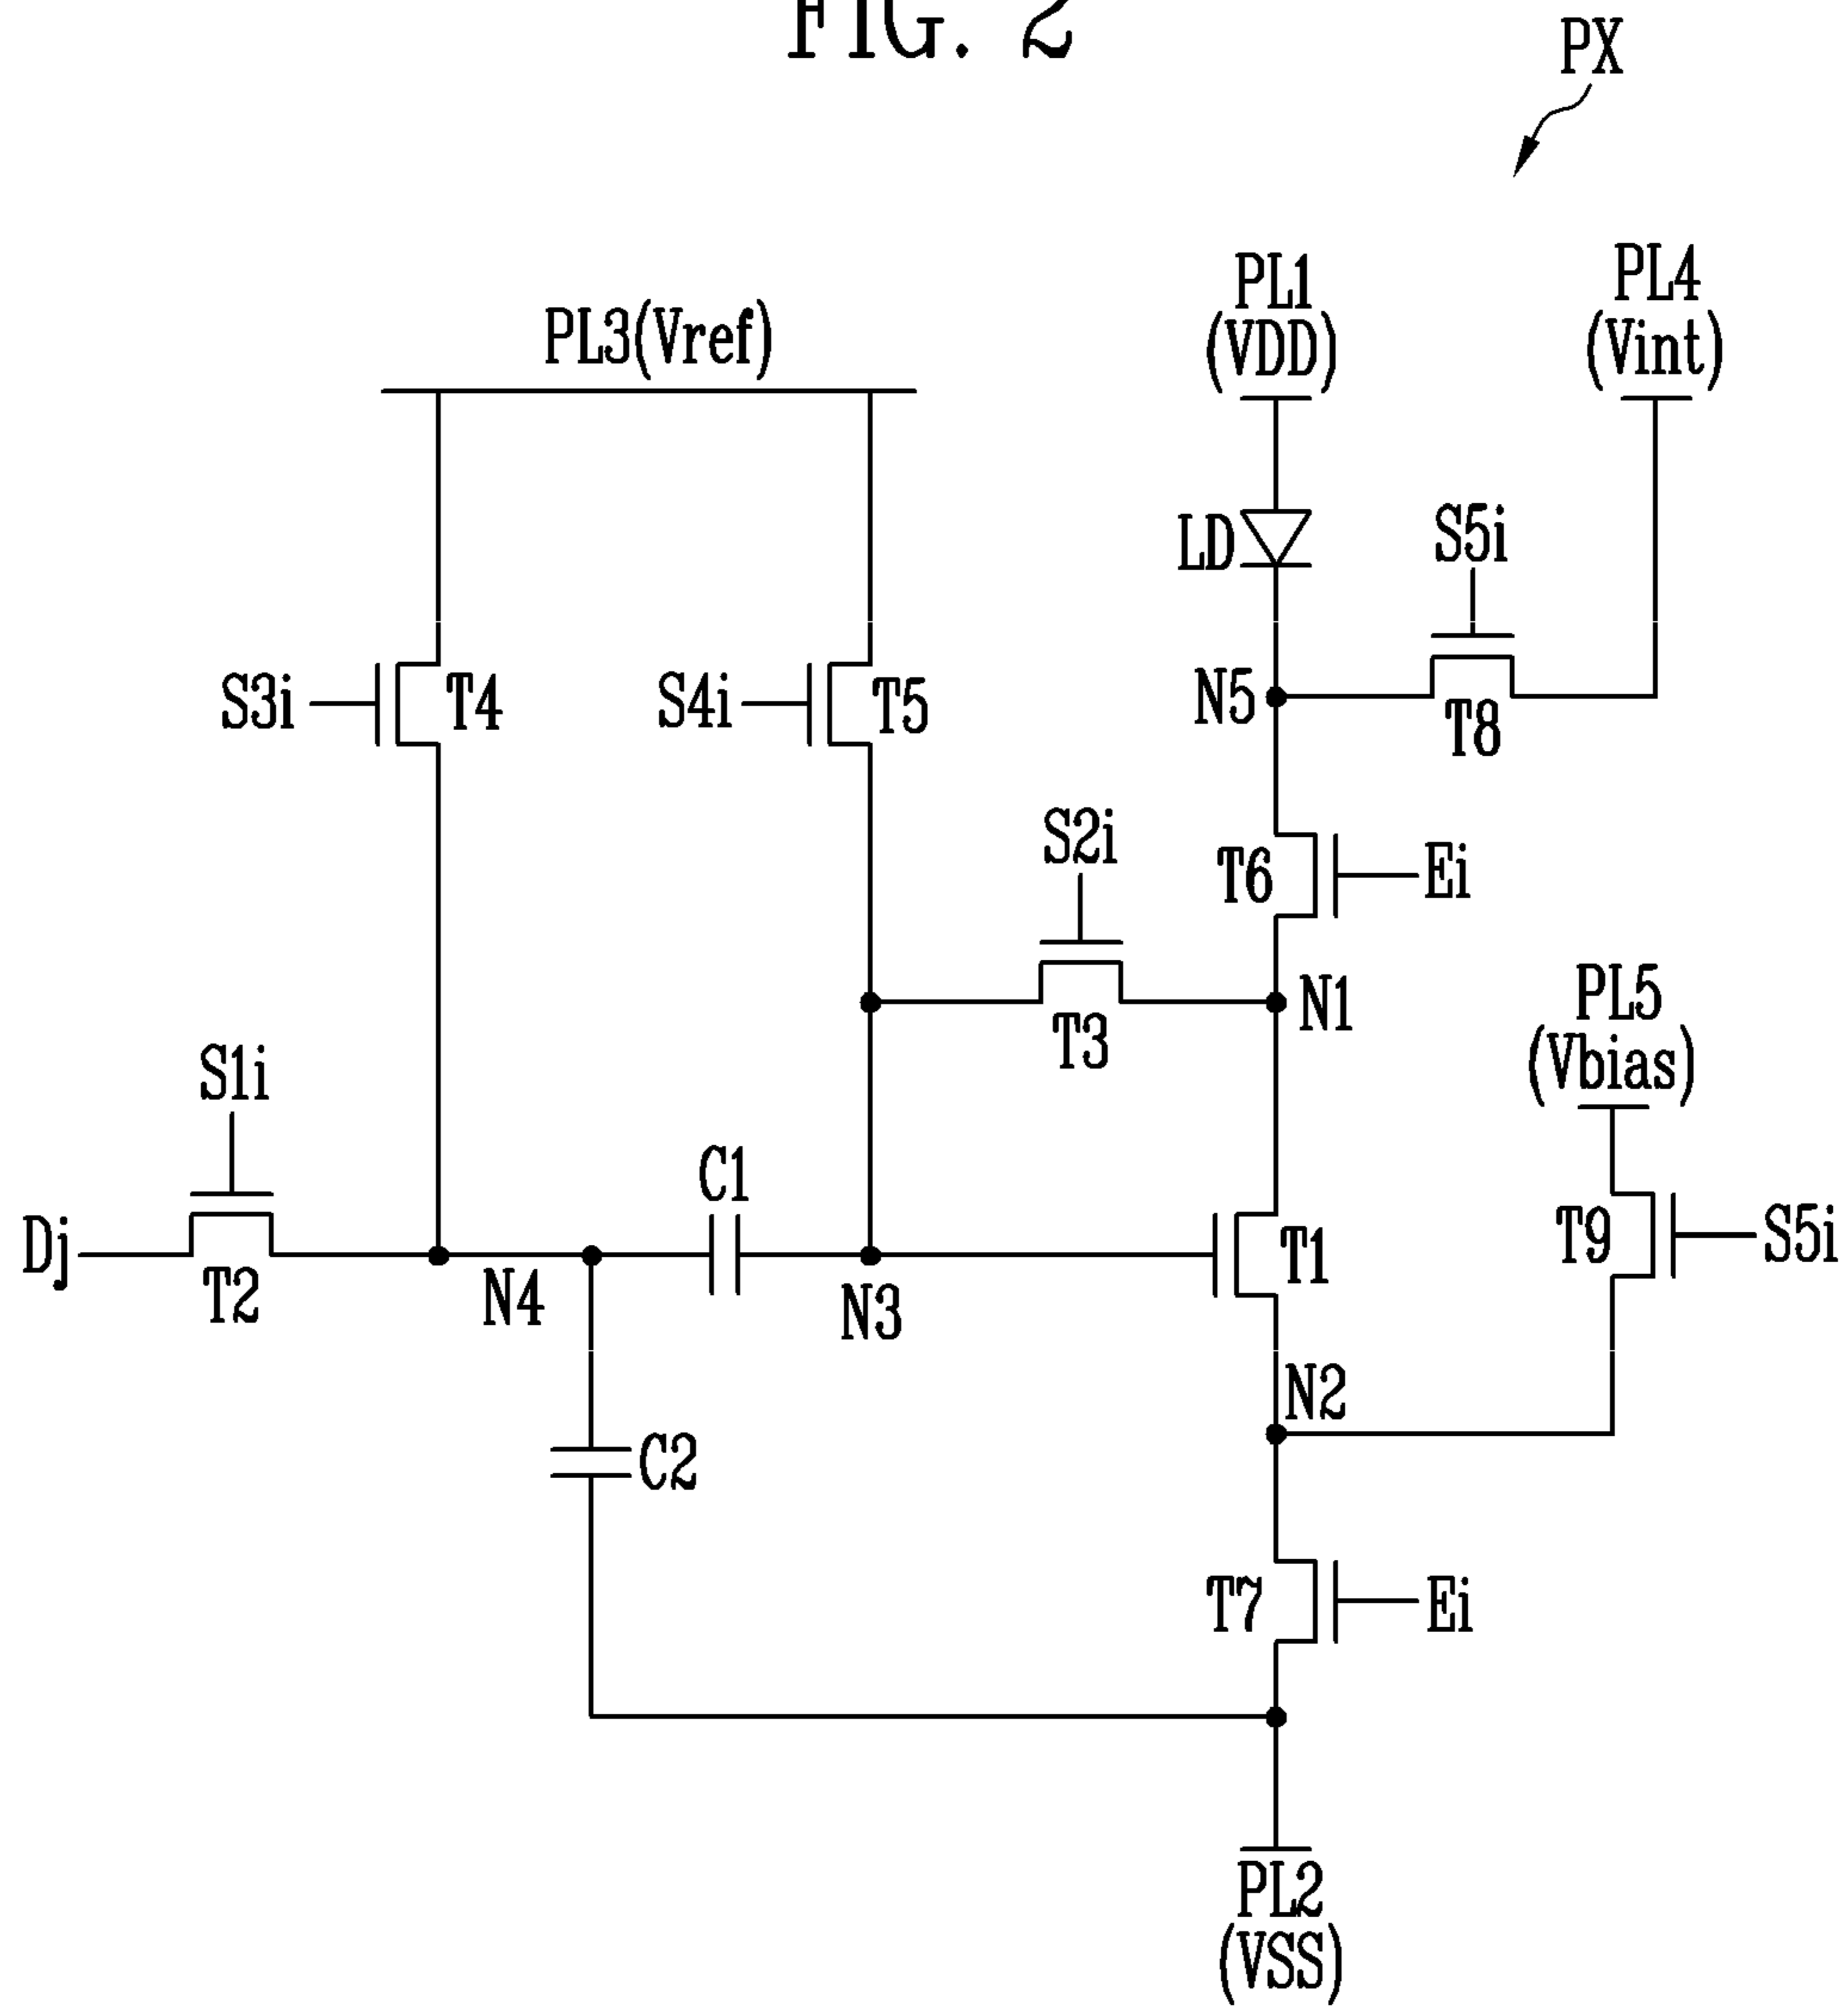 FIG. 2
PX
PL1
(VDD)
PL4
(Vint)
PL3(Vref)
LD
S5i
S3i
T4
S4i
T5
N5
T8
S2i
T6
Ei
N1
T3
PL5
(Vbias)
S1i
C1
Dj
T2
N4
N3
T1
T9
S5i
N2
C2
T7
Ei
PL2
(VSS)